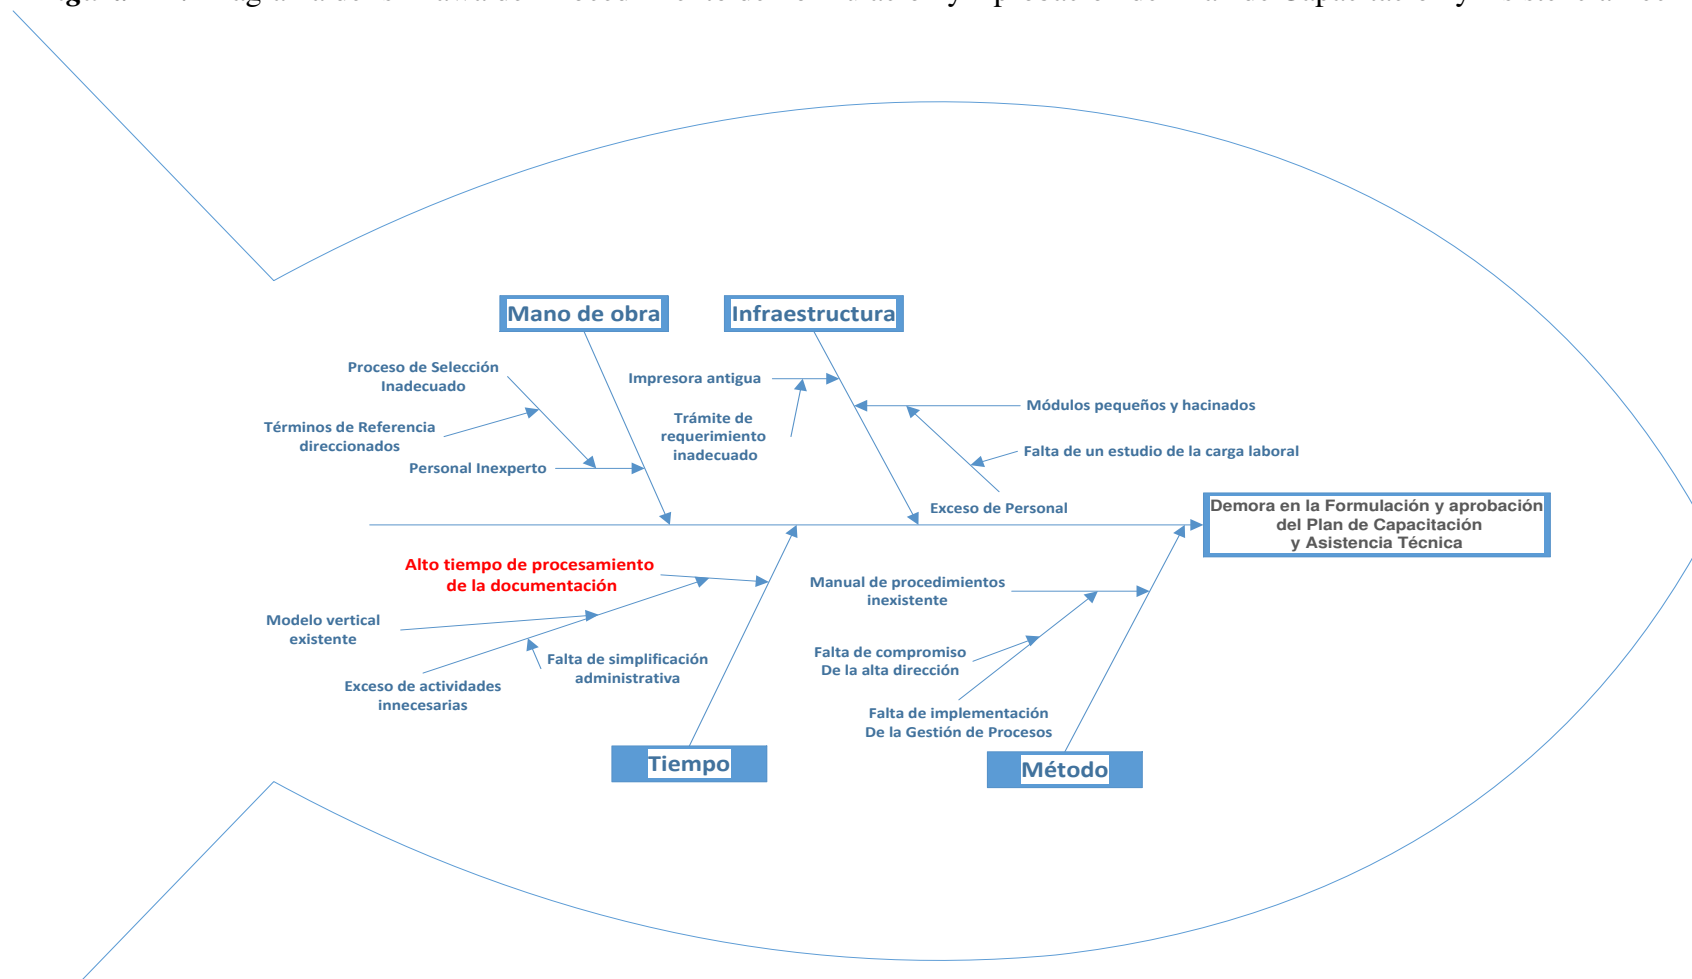 Mano de obra
Infraestructura
Proceso de Selección
Inadecuado
Impresora antigua
Módulos pequeños y hacinados
Términos de Referencia
direccionados
Trámite de
requerimiento
inadecuado
Falta de un estudio de la carga laboral
Personal Inexperto
Exceso de Personal
Demora en la Formulación y aprobación
del Plan de Capacitación
y Asistencia Técnica
Alto tiempo de procesamiento
de la documentación
Manual de procedimientos
inexistente
Modelo vertical
existente
Falta de simplificación
administrativa
Falta de compromiso
De la alta dirección
Exceso de actividades
innecesarias
Falta de implementación
De la Gestión de Procesos
Tiempo
Método